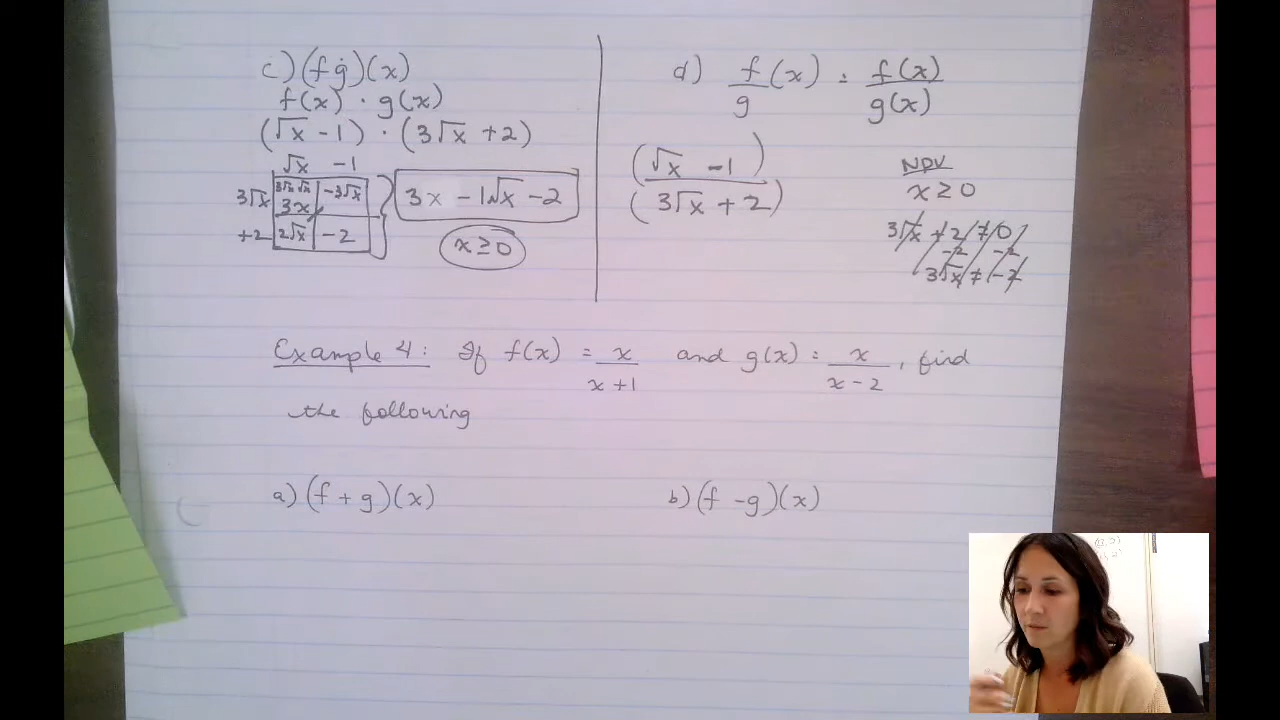 c) (fg)(x)
f(x) · g(x)
(√x - 1) · (3√x + 2)
√x -1
3√x 3√x√x -3√x
3x
+2 2√x -2
3x - 1√x - 2
x ≥ 0
d) f/g (x) = f(x)/g(x)
(√x - 1)/(3√x + 2)
NPV
x ≥ 0
3√x + 2 ≠ 0
-2 -2
3√x ≠ -2
Example 4: If f(x) = x/(x+1) and g(x) = x/(x-2), find
the following
a) (f + g)(x)
b) (f - g)(x)